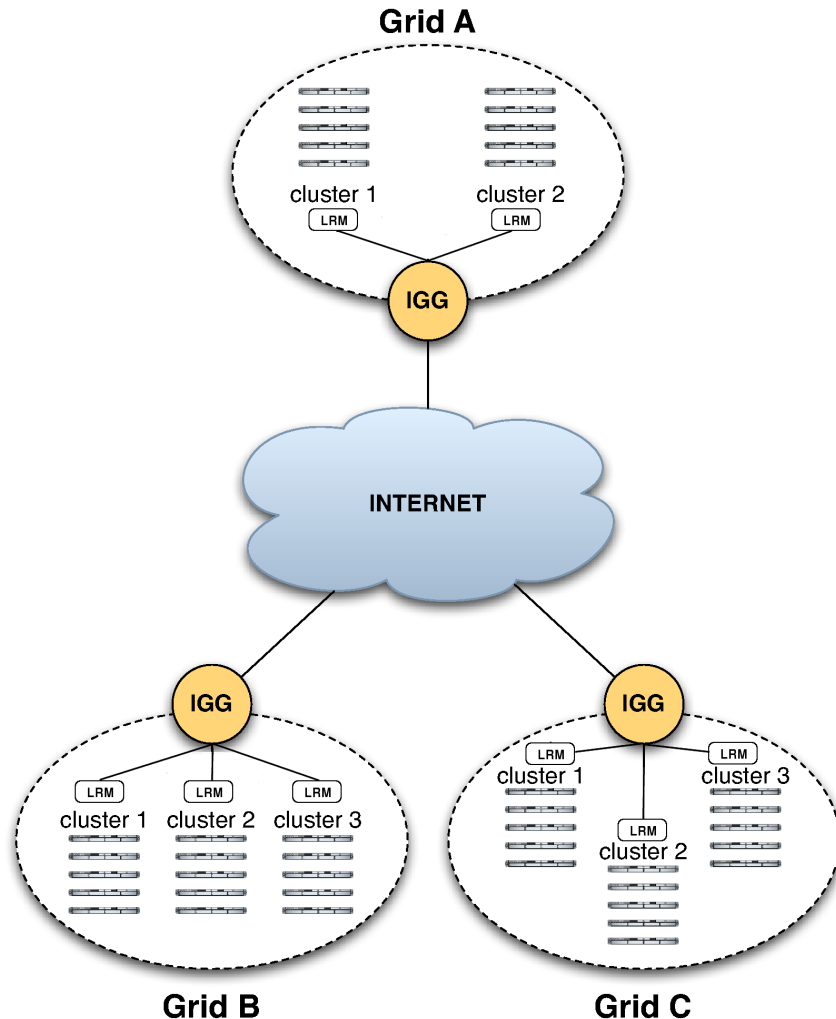 Grid A
cluster 1 cluster 2
LRM LRM
IGG
INTERNET
IGG IGG
LRM LRM
cluster 1 cluster 3
LRM LRM LRM
cluster 1 cluster 2 cluster 3
LRM
cluster 2
Grid B Grid C